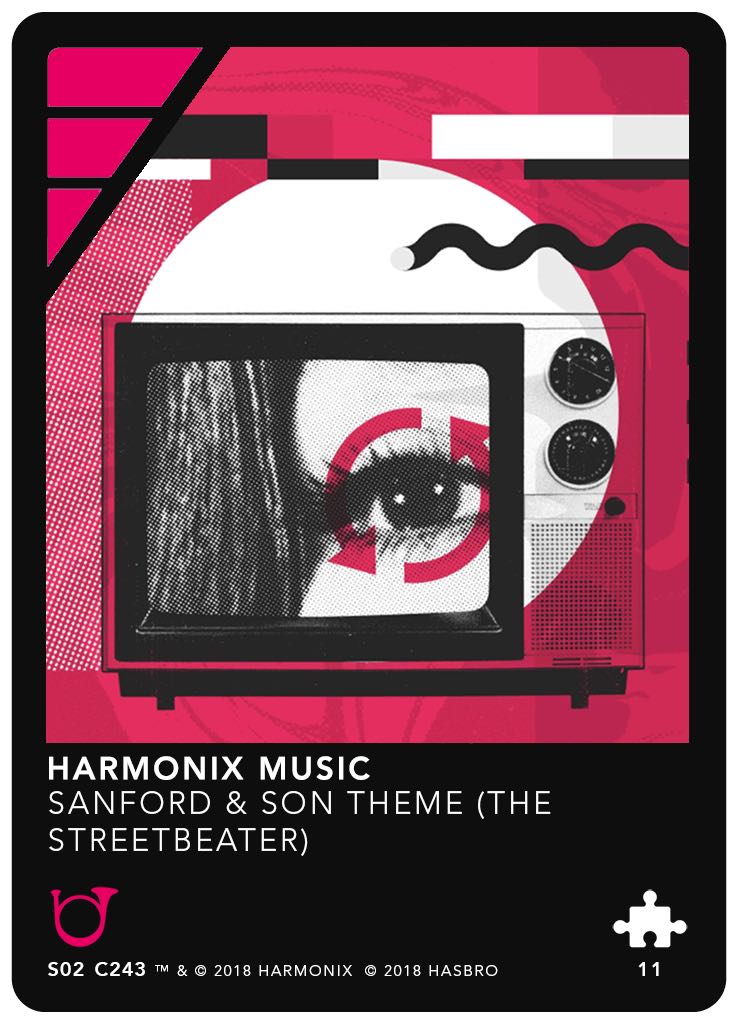 HARMONIX MUSIC
SANFORD & SON THEME (THE
STREETBEATER)
S02 C243 ™ & © 2018 HARMONIX © 2018 HASBRO
11